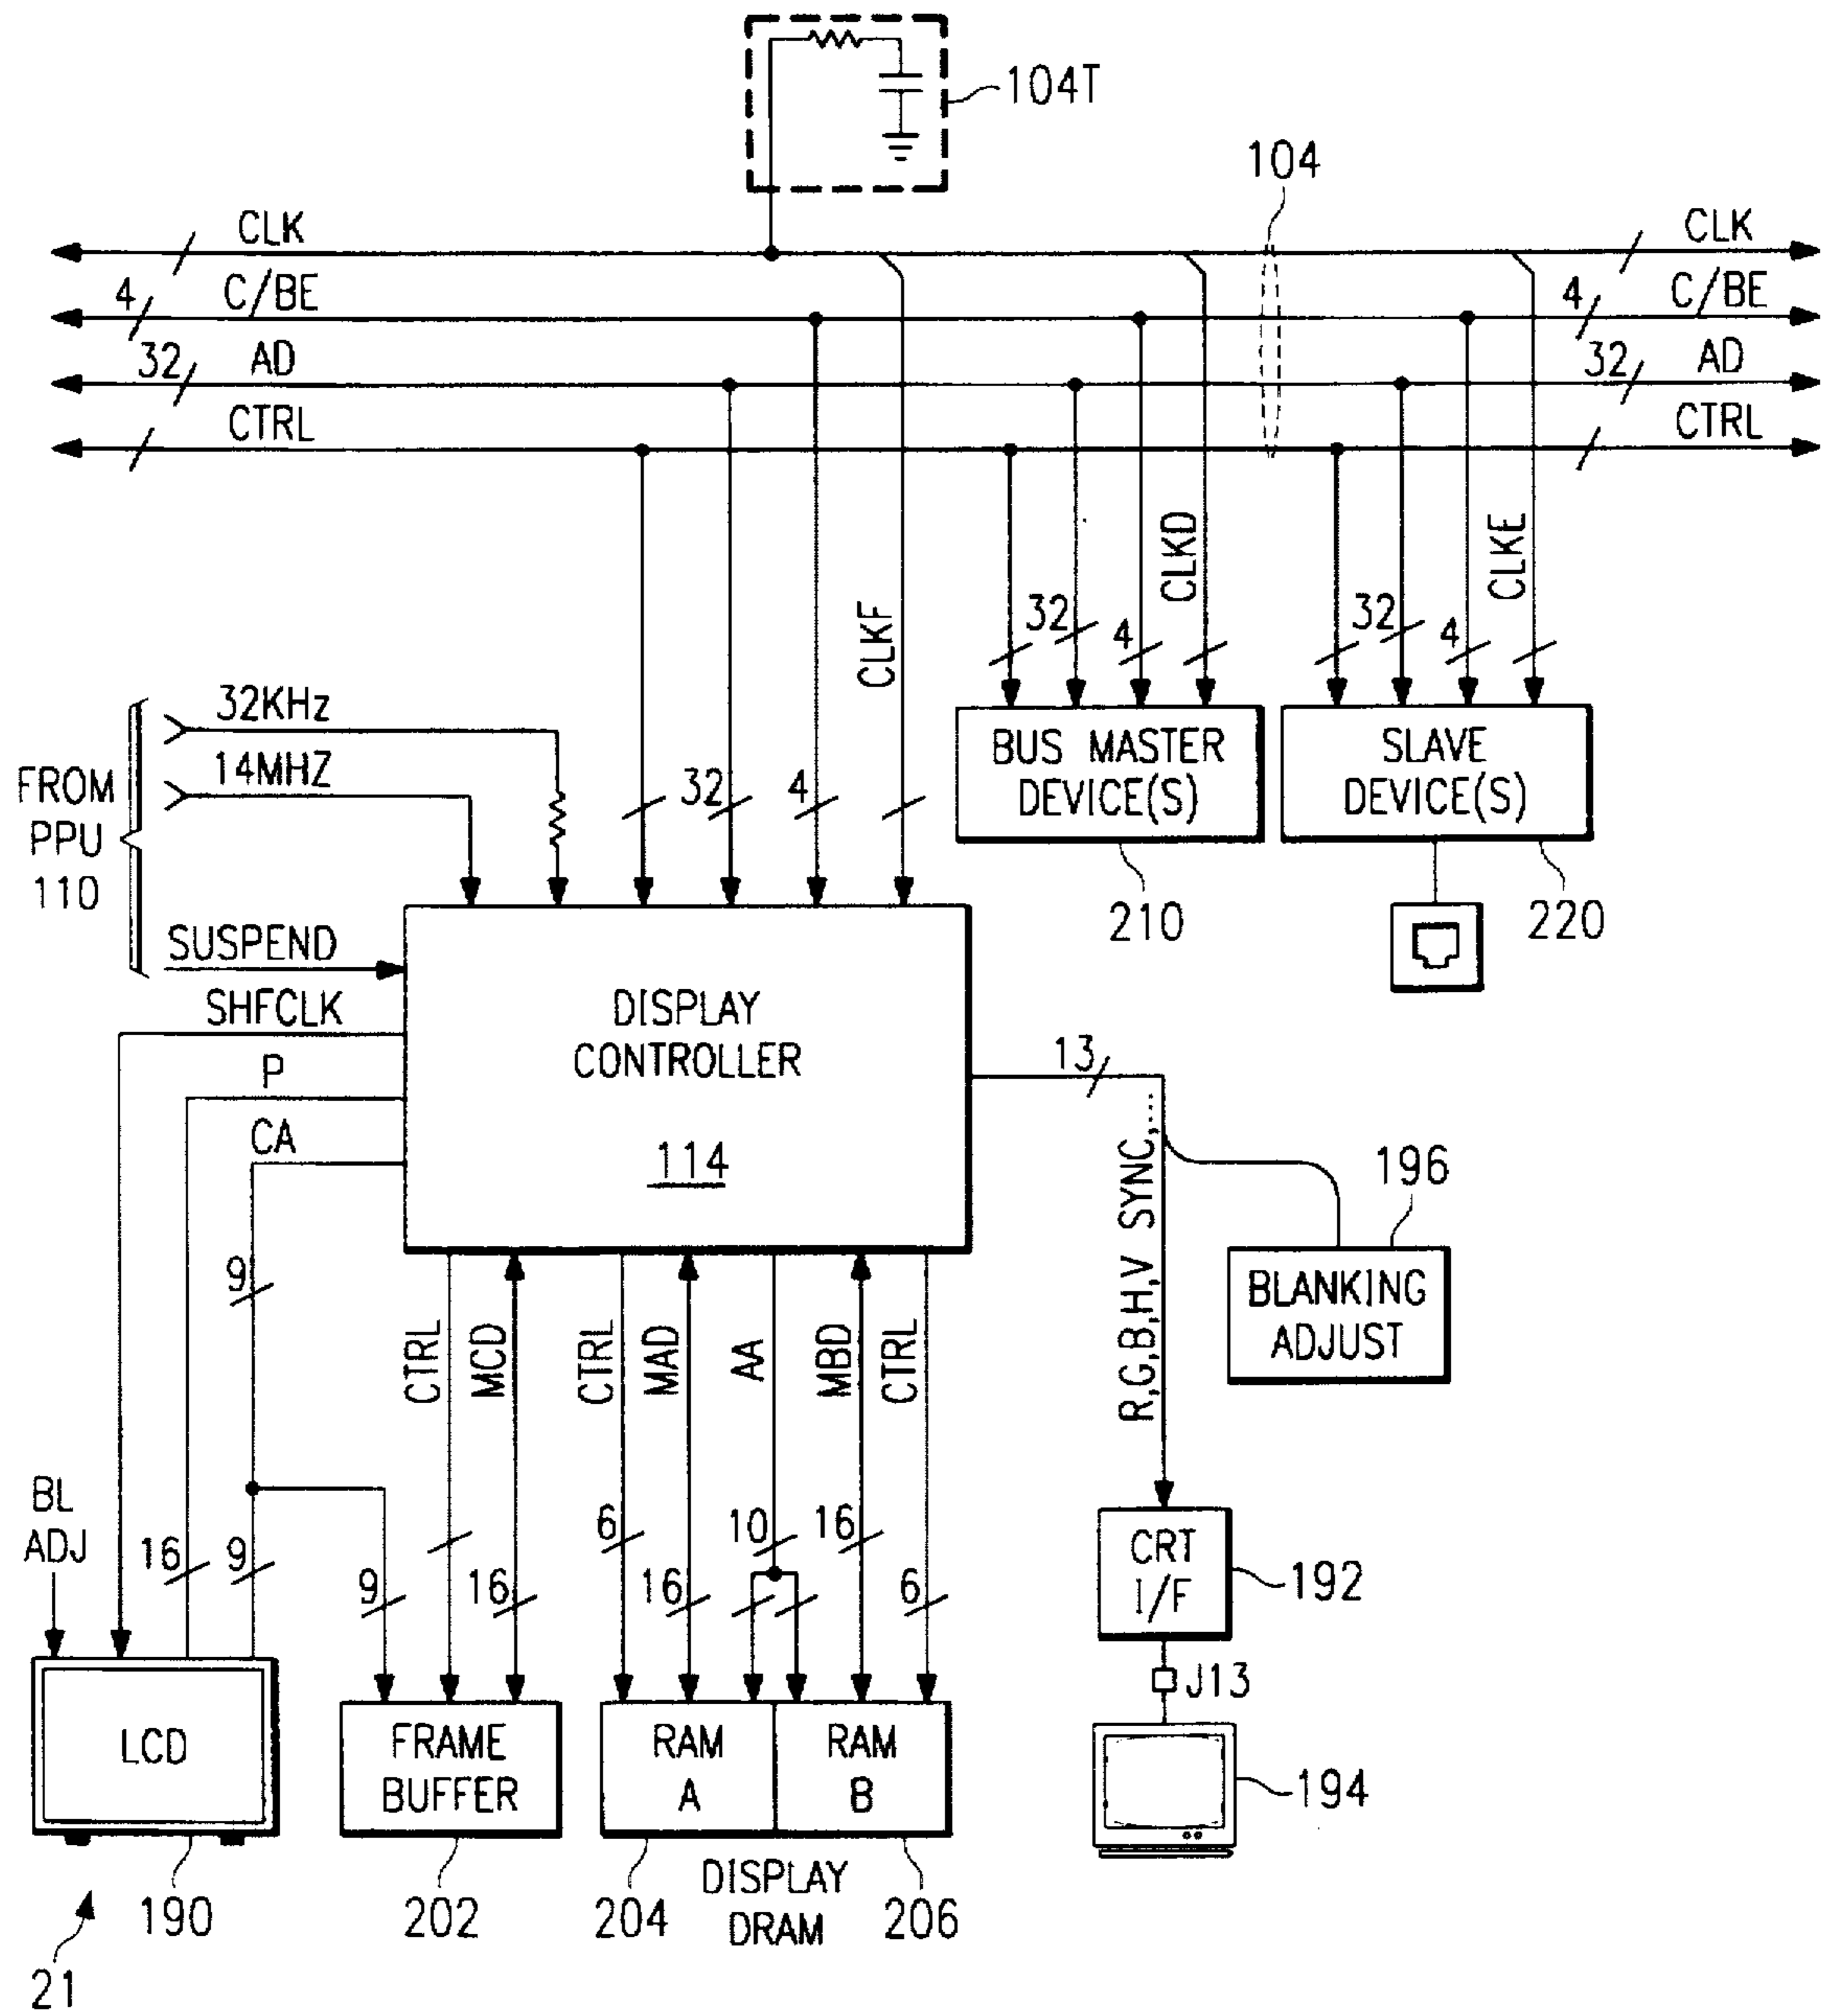 104T
104
CLK
CLK
4
C/BE
4
C/BE
32
AD
32
AD
CTRL
CTRL
CLKF
CLKD
CLKE
32
4
32
4
32KHz
14MHZ
FROM
PPU
110
32
4
BUS MASTER
DEVICE(S)
SLAVE
DEVICE(S)
210
220
SUSPEND
SHFCLK
P
CA
DISPLAY
CONTROLLER
114
13
R,G,B,H,V SYNC,...
196
BLANKING
ADJUST
9
CTRL
MCD
CTRL
MAD
AA
MBD
CTRL
BL
ADJ
16
9
9
16
6
16
10
16
6
CRT
I/F
192
J13
LCD
FRAME
BUFFER
RAM
A
RAM
B
194
190
202
204
DISPLAY
DRAM
206
21